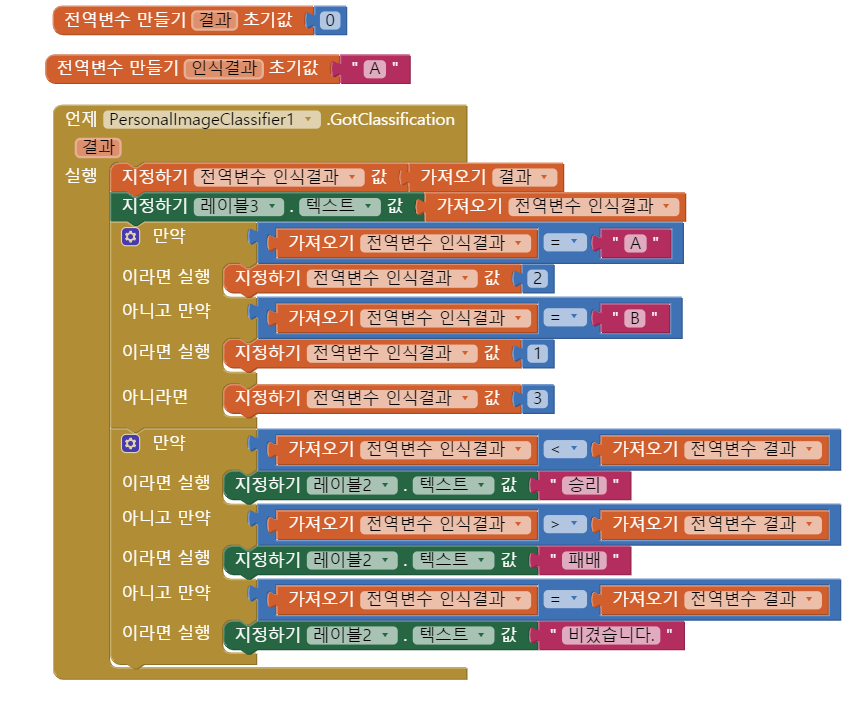 전역변수 만들기 결과 초기값 0
전역변수 만들기 인식결과 초기값 " A "
언제 PersonalImageClassifier1 .GotClassification
결과
실행 지정하기 전역변수 인식결과 값 가져오기 결과
지정하기 레이블3 . 텍스트 값 가져오기 전역변수 인식결과
만약 가져오기 전역변수 인식결과 = " A "
이라면 실행 지정하기 전역변수 인식결과 값 2
아니고 만약 가져오기 전역변수 인식결과 = " B "
이라면 실행 지정하기 전역변수 인식결과 값 1
아니라면 지정하기 전역변수 인식결과 값 3
만약 가져오기 전역변수 인식결과 < 가져오기 전역변수 결과
이라면 실행 지정하기 레이블2 . 텍스트 값 " 승리 "
아니고 만약 가져오기 전역변수 인식결과 > 가져오기 전역변수 결과
이라면 실행 지정하기 레이블2 . 텍스트 값 " 패배 "
아니고 만약 가져오기 전역변수 인식결과 = 가져오기 전역변수 결과
이라면 실행 지정하기 레이블2 . 텍스트 값 " 비겼습니다. "